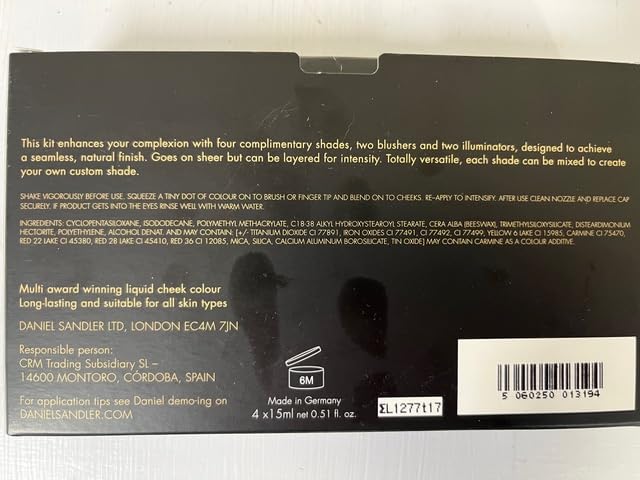 This kit enhances your complexion with four complimentary shades, two blushers and two illuminators, designed to achieve
a seamless, natural finish. Goes on sheer but can be layered for intensity. Totally versatile, each shade can be mixed to create
your own custom shade.
SHAKE VIGOROUSLY BEFORE USE. SQUEEZE A TINY DOT OF COLOUR ON TO BRUSH OR FINGER TIP AND BLEND ON TO CHEEKS. RE-APPLY TO INTENSIFY. AFTER USE CLEAN NOZZLE AND REPLACE CAP
SECURELY. IF PRODUCT GETS INTO THE EYES RINSE WELL WITH WARM WATER.
INGREDIENTS: CYCLOPENTASILOXANE, ISODODECANE, POLYMETHYL METHACRYLATE, C18-38 ALKYL HYDROXYSTEAROYL STEARATE, CERA ALBA (BEESWAX), TRIMETHYLSILOXYSILICATE, DISTEARDIMONIUM
HECTORITE, POLYETHYLENE, ALCOHOL DENAT. AND MAY CONTAIN: [+/- TITANIUM DIOXIDE CI 77891, IRON OXIDES CI 77491, CI 77492, CI 77499, YELLOW 6 LAKE CI 15985, CARMINE CI 75470,
RED 22 LAKE CI 45380, RED 28 LAKE CI 45410, RED 36 CI 12085, MICA, SILICA, CALCIUM ALUMINUM BOROSILICATE, TIN OXIDE] MAY CONTAIN CARMINE AS A COLOUR ADDITIVE.
Multi award winning liquid cheek colour
Long-lasting and suitable for all skin types
DANIEL SANDLER LTD, LONDON EC4M 7JN
Responsible person:
CRM Trading Subsidiary SL –
14600 MONTORO, CÓRDOBA, SPAIN
For application tips see Daniel demo-ing on
DANIELSANDLER.COM
6M
Made in Germany
4 x 15ml net 0.51 fl. oz.
ΣL1277t17
5 060250 013194